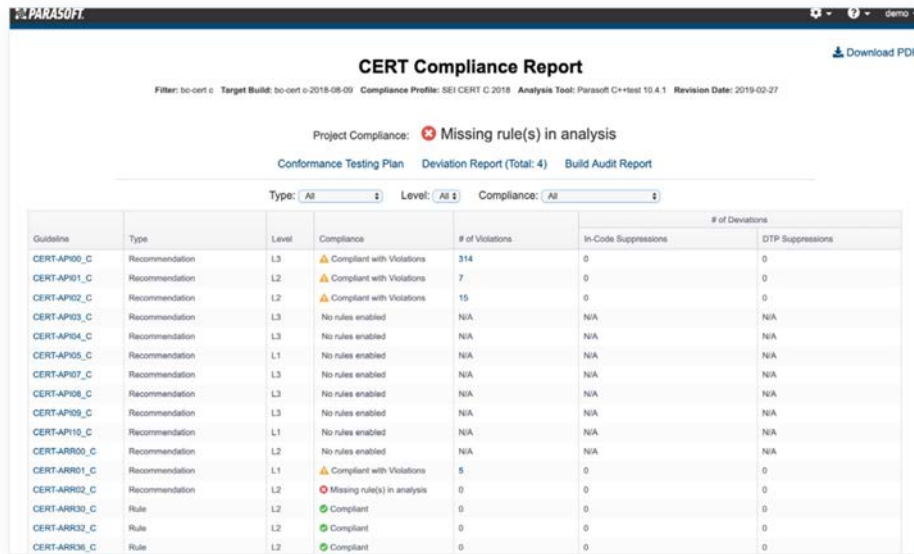 PARASOFT.
demo
Download PDF
CERT Compliance Report
Filter: bc-cert c Target Build: bc-cert c-2018-08-09 Compliance Profile: SEI CERT C 2018 Analysis Tool: Parasoft C++test 10.4.1 Revision Date: 2019-02-27
Project Compliance: Missing rule(s) in analysis
Conformance Testing Plan Deviation Report (Total: 4) Build Audit Report
Type: All Level: All Compliance: All
# of Deviations
Guideline Type Level Compliance # of Violations In-Code Suppressions DTP Suppressions
CERT-API00_C Recommendation L3 Compliant with Violations 314 0 0
CERT-API01_C Recommendation L2 Compliant with Violations 7 0 0
CERT-API02_C Recommendation L2 Compliant with Violations 15 0 0
CERT-API03_C Recommendation L3 No rules enabled N/A N/A N/A
CERT-API04_C Recommendation L3 No rules enabled N/A N/A N/A
CERT-API05_C Recommendation L1 No rules enabled N/A N/A N/A
CERT-API07_C Recommendation L3 No rules enabled N/A N/A N/A
CERT-API08_C Recommendation L3 No rules enabled N/A N/A N/A
CERT-API09_C Recommendation L3 No rules enabled N/A N/A N/A
CERT-API10_C Recommendation L1 No rules enabled N/A N/A N/A
CERT-ARR00_C Recommendation L2 No rules enabled N/A N/A N/A
CERT-ARR01_C Recommendation L1 Compliant with Violations 5 0 0
CERT-ARR02_C Recommendation L2 Missing rule(s) in analysis 0 0 0
CERT-ARR30_C Rule L2 Compliant 0 0 0
CERT-ARR32_C Rule L2 Compliant 0 0 0
CERT-ARR36_C Rule L2 Compliant 0 0 0